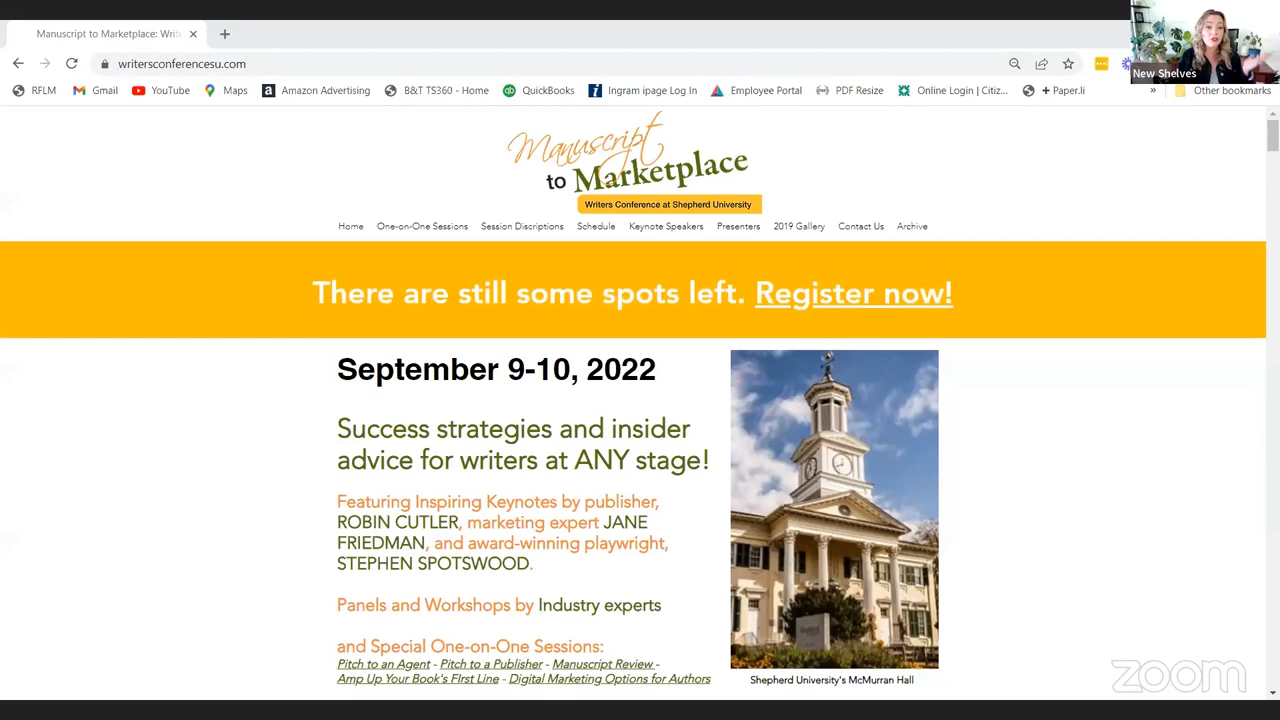 Manuscript to Marketplace: Writ
writersconferencesu.com
New Shelves
RFLM
Gmail
YouTube
Maps
Amazon Advertising
B&T TS360 - Home
QuickBooks
Ingram ipage Log In
Employee Portal
PDF Resize
Online Login | Citiz...
+ Paper.li
»
Other bookmarks
Manuscript
to Marketplace
Writers Conference at Shepherd University
Home
One-on-One Sessions
Session Discriptions
Schedule
Keynote Speakers
Presenters
2019 Gallery
Contact Us
Archive
There are still some spots left. Register now!
September 9-10, 2022
Success strategies and insider
advice for writers at ANY stage!
Featuring Inspiring Keynotes by publisher,
ROBIN CUTLER, marketing expert JANE
FRIEDMAN, and award-winning playwright,
STEPHEN SPOTSWOOD.
Panels and Workshops by Industry experts
and Special One-on-One Sessions:
Pitch to an Agent - Pitch to a Publisher - Manuscript Review -
Amp Up Your Book's FIrst Line - Digital Marketing Options for Authors
Shepherd University's McMurran Hall
zoom